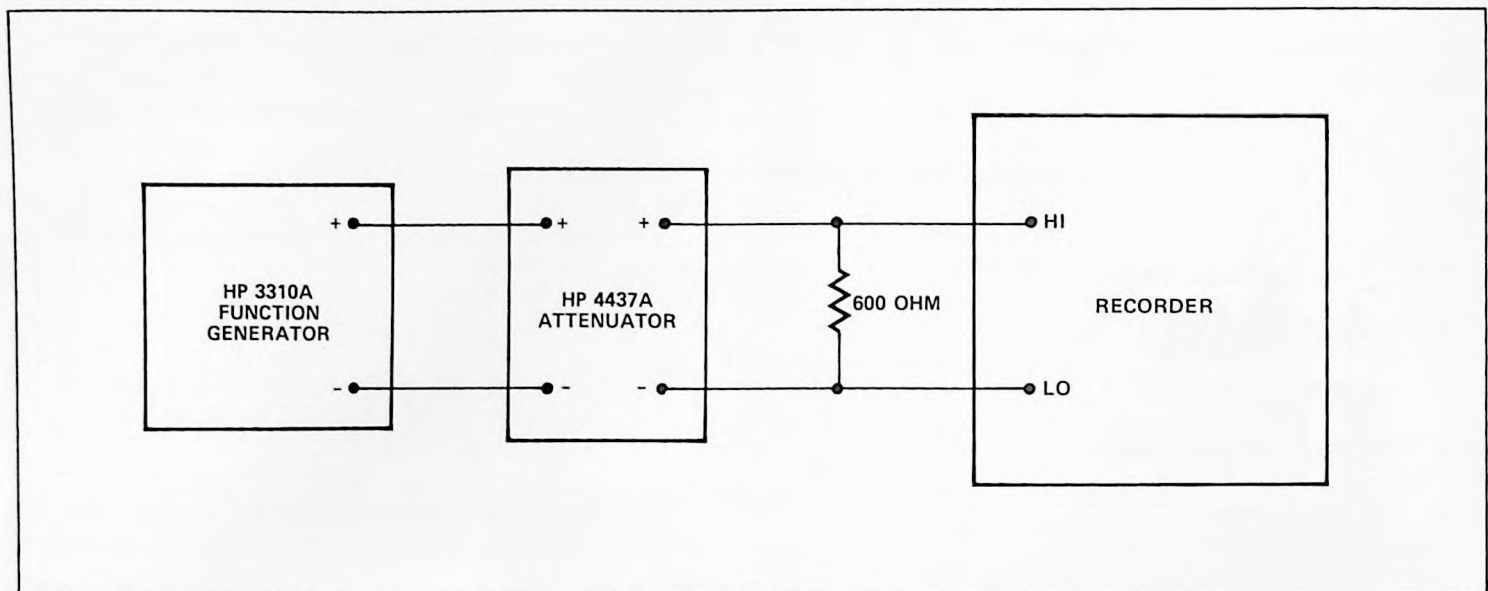 +
+
+
HI
HP 3310A
FUNCTION
GENERATOR
HP 4437A
ATTENUATOR
600 OHM
RECORDER
-
-
-
LO